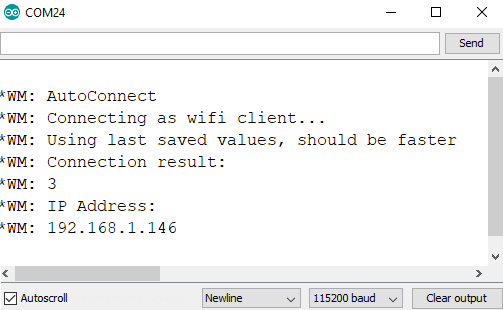 COM24
Send
*WM: AutoConnect
*WM: Connecting as wifi client...
*WM: Using last saved values, should be faster
*WM: Connection result:
*WM: 3
*WM: IP Address:
*WM: 192.168.1.146
Autoscroll
Newline
115200 baud
Clear output